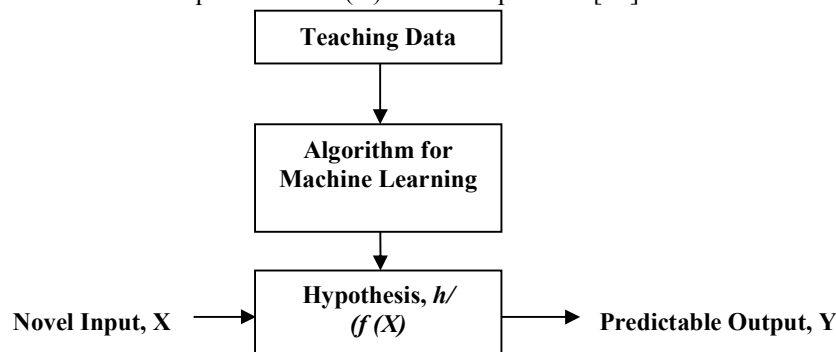 Teaching Data
Algorithm for
Machine Learning
Hypothesis, h/
(f (X)
Novel Input, X
Predictable Output, Y